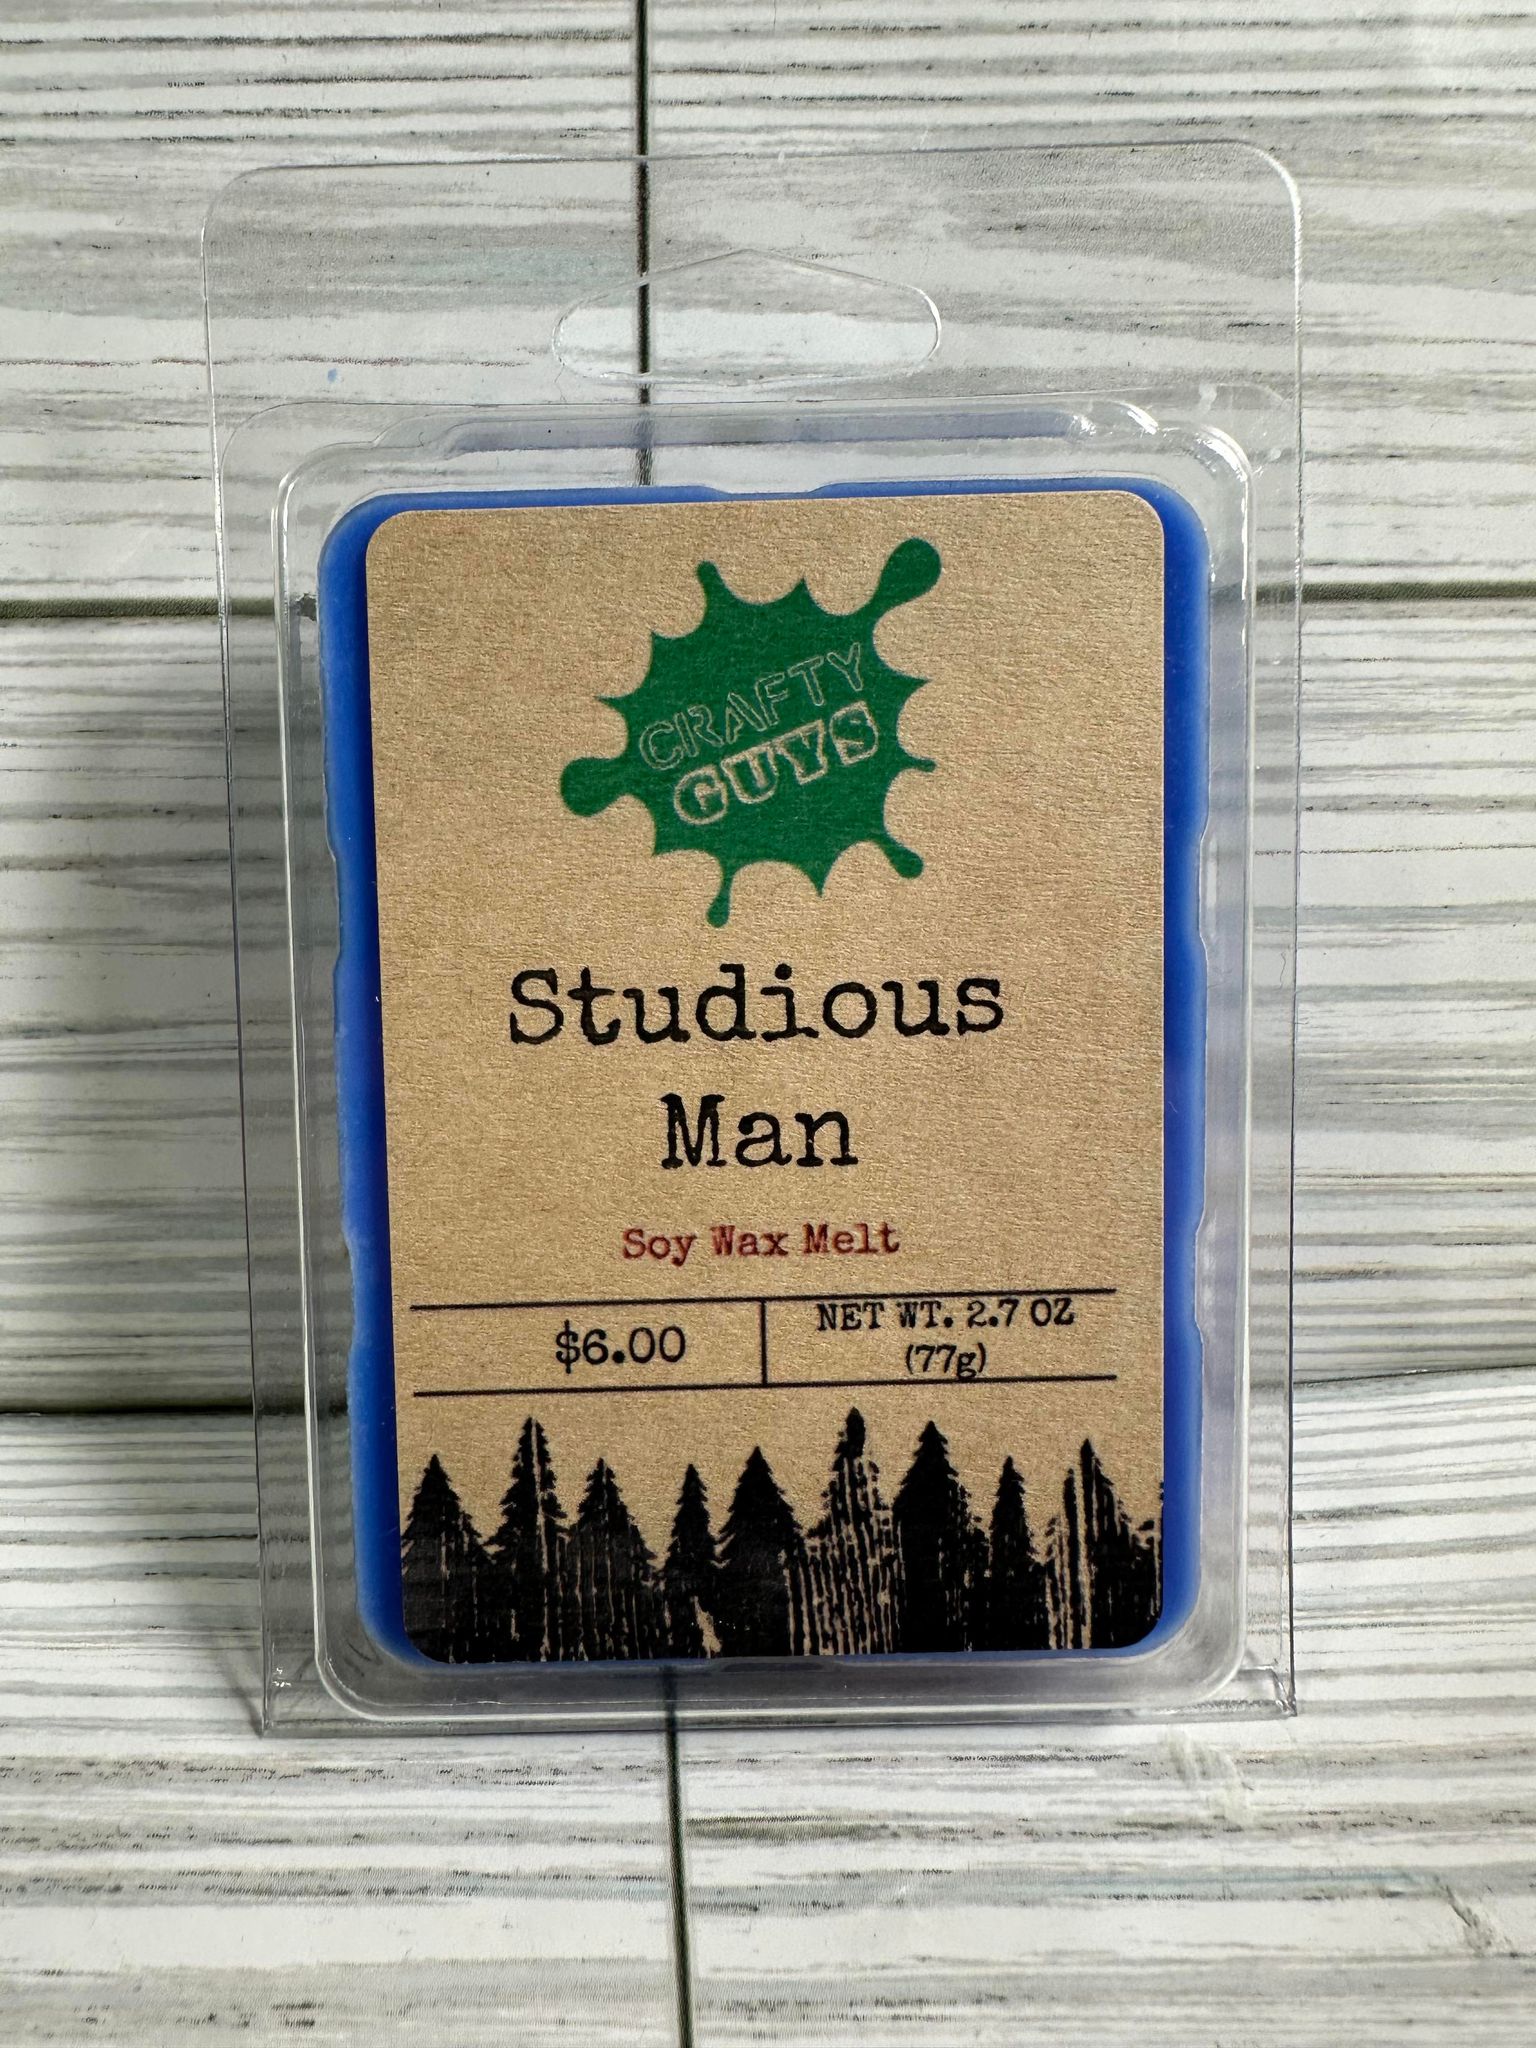 CRAFTY
GUYS
Studious
Man
Soy Wax Melt
$6.00
NET WT. 2.7 OZ
(77g)